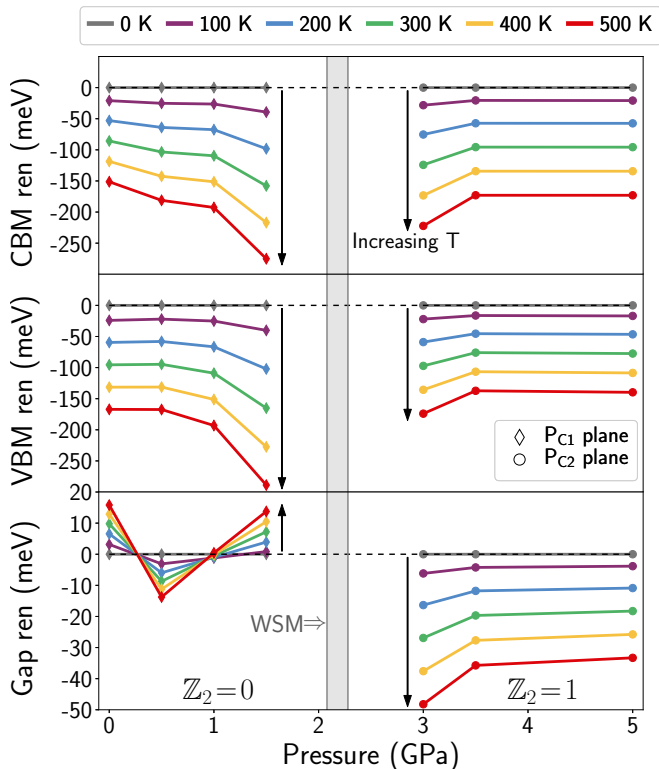 0 K 100 K 200 K 300 K 400 K 500 K
0
-50
-100
-150
-200
-250
CBM ren (meV)
Increasing T
0
-50
-100
-150
-200
-250
VBM ren (meV)
P_C1 plane
P_C2 plane
20
10
0
-10
-20
-30
-40
-50
Gap ren (meV)
WSM⇒
ℤ₂=0
ℤ₂=1
0 1 2 3 4 5
Pressure (GPa)